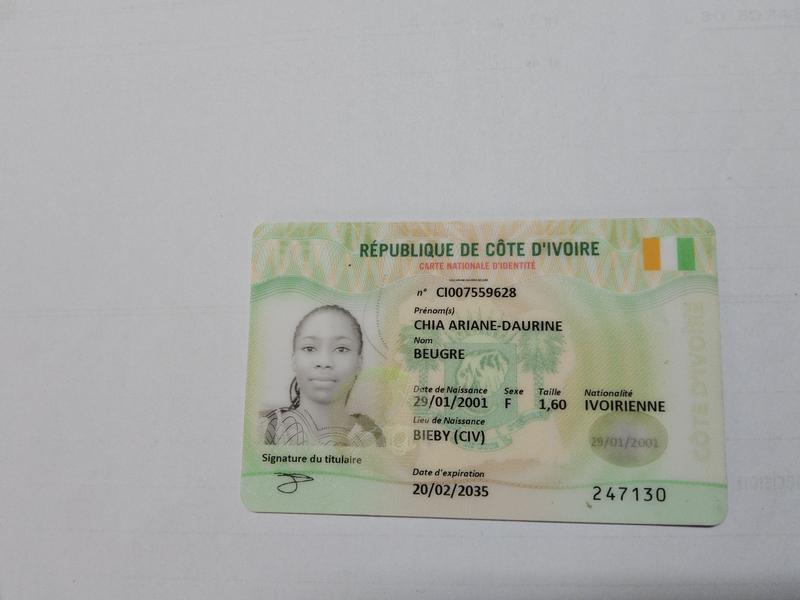 RÉPUBLIQUE DE CÔTE D'IVOIRE
CARTE NATIONALE D'IDENTITÉ
n° CI007559628
Prénom(s)
CHIA ARIANE-DAURINE
Nom
BEUGRE
Date de Naissance Sexe Taille Nationalité
29/01/2001 F 1,60 IVOIRIENNE
Lieu de Naissance
BIEBY (CIV)
29/01/2001
Signature du titulaire
Date d'expiration
20/02/2035
247130
CÔTE D'IVOIRE